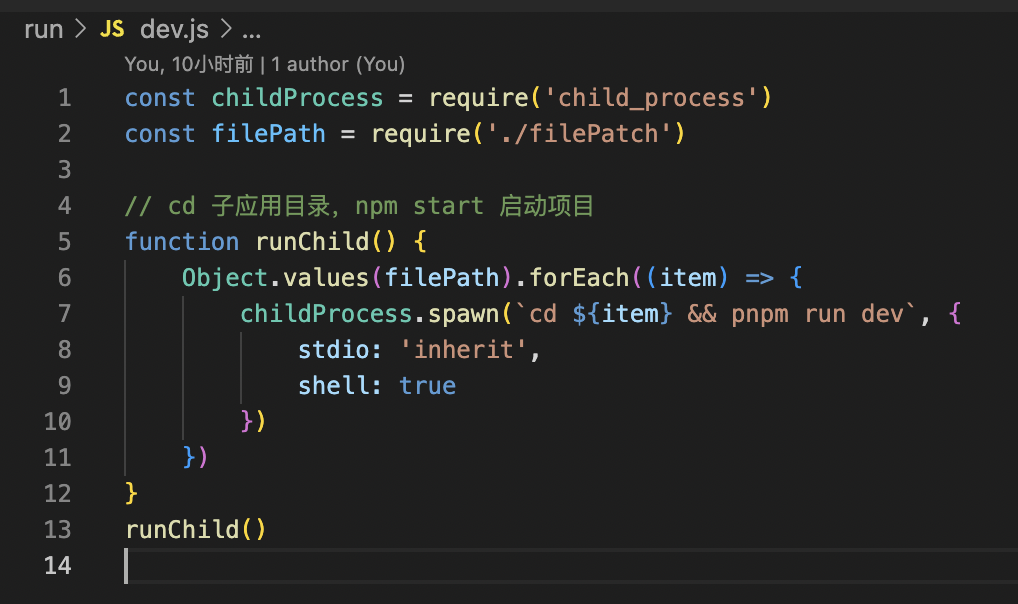 run > JS dev.js > ...
You, 10小时前 | 1 author (You)
1 const childProcess = require('child_process')
2 const filePath = require('./filePatch')
3
4 // cd 子应用目录，npm start 启动项目
5 function runChild() {
6     Object.values(filePath).forEach((item) => {
7         childProcess.spawn(`cd ${item} && pnpm run dev`, {
8             stdio: 'inherit',
9             shell: true
10         })
11     })
12 }
13 runChild()
14